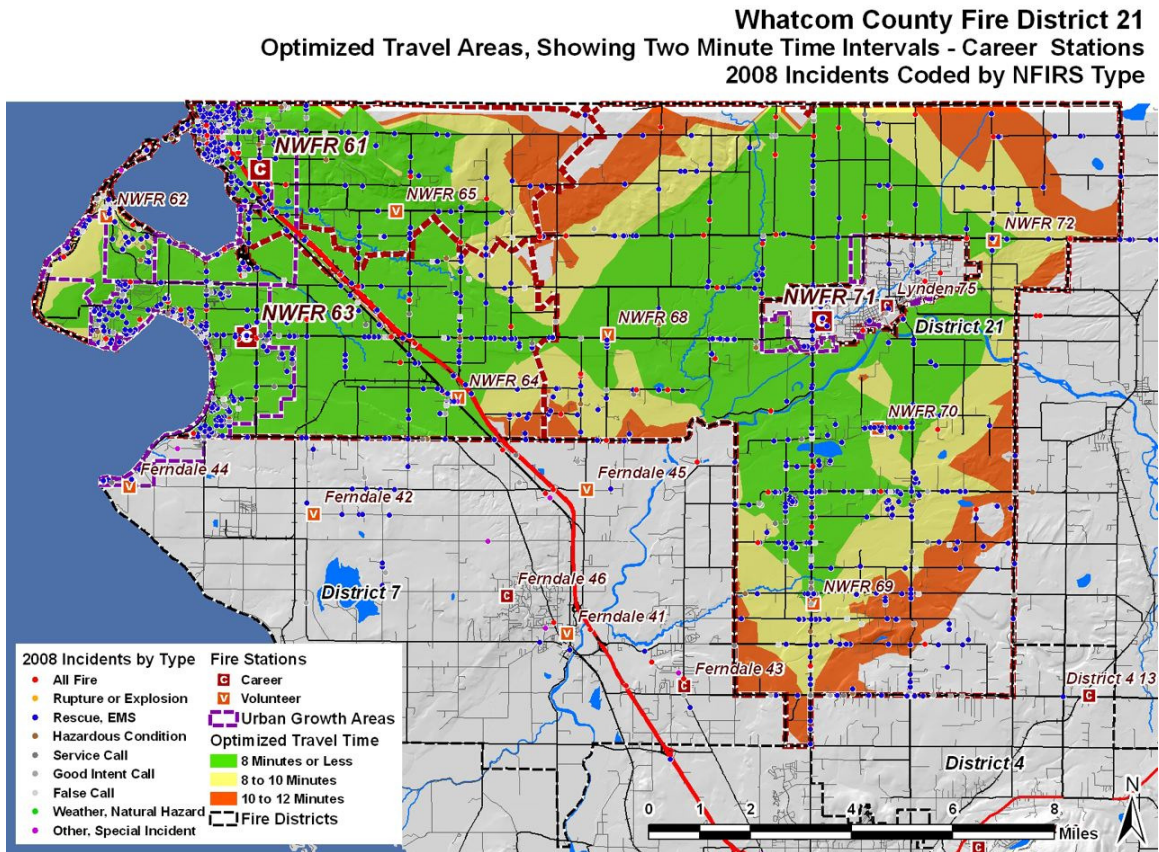 Whatcom County Fire District 21
Optimized Travel Areas, Showing Two Minute Time Intervals - Career Stations
2008 Incidents Coded by NFIRS Type
NWFR 61
C
NWFR 65
V
NWFR 62
V
NWFR 72
Lynden 75
C
NWFR 71
C
NWFR 63
C
District 21
NWFR 68
V
NWFR 64
V
NWFR 70
V
Ferndale 44
V
Ferndale 45
V
Ferndale 42
V
Ferndale 46
C
District 7
NWFR 69
V
Ferndale 41
V
Ferndale 43
C
District 4 13
C
District 4
C
2008 Incidents by Type
All Fire
Rupture or Explosion
Rescue, EMS
Hazardous Condition
Service Call
Good Intent Call
False Call
Weather, Natural Hazard
Other, Special Incident
Fire Stations
C Career
V Volunteer
Urban Growth Areas
Optimized Travel Time
8 Minutes or Less
8 to 10 Minutes
10 to 12 Minutes
Fire Districts
N
0 1 2 4 6 8
Miles